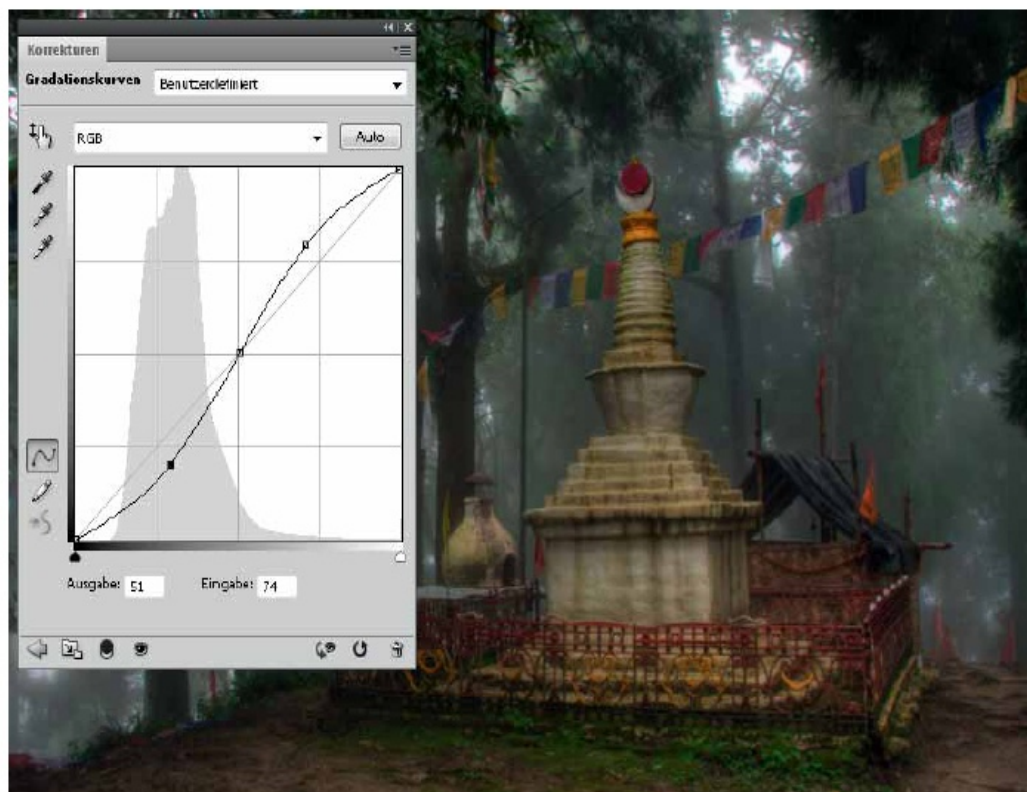 Korrekturen
Gradationskurven Benutzerdefiniert
RGB Auto
Ausgabe: 51 Eingabe: 74